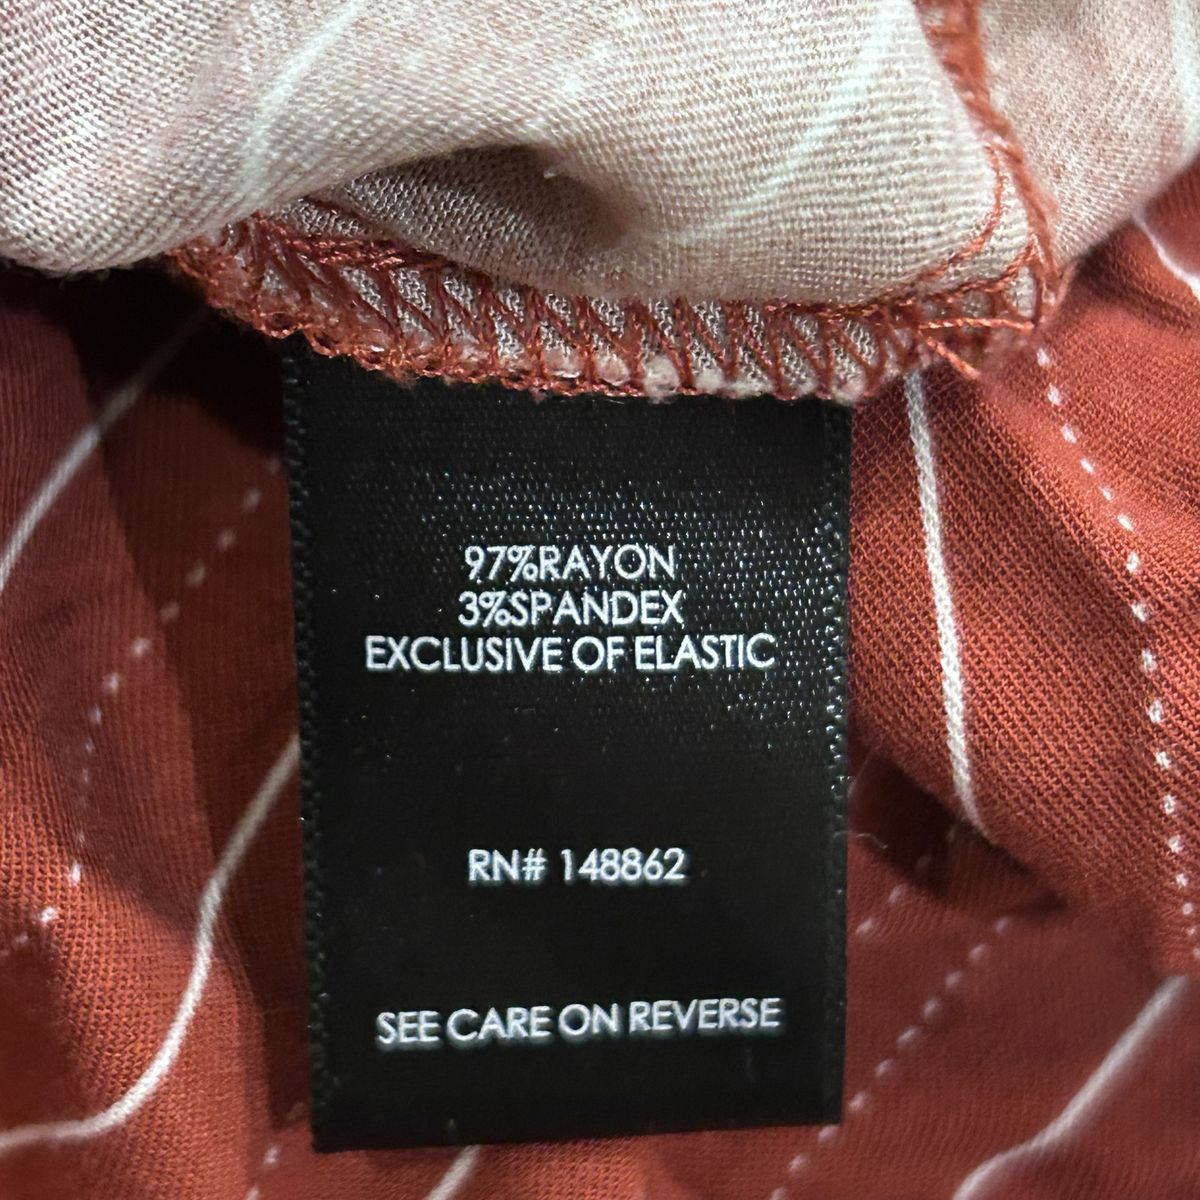 97%RAYON
3%SPANDEX
EXCLUSIVE OF ELASTIC
RN# 148862
SEE CARE ON REVERSE